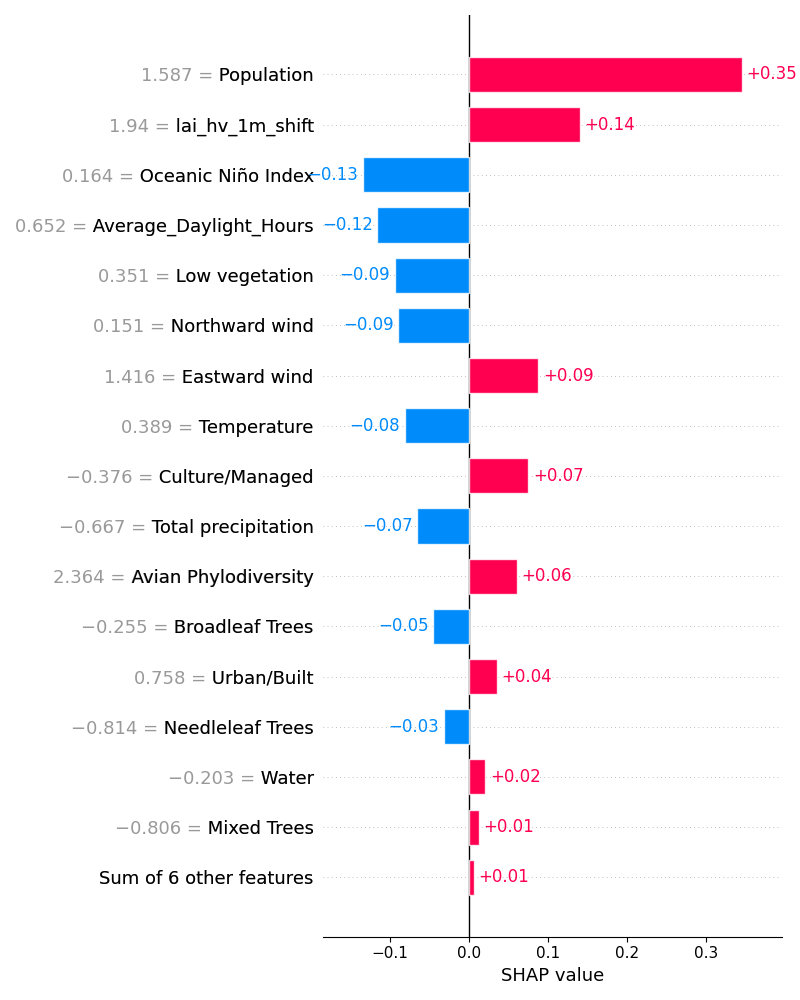 1.587 = Population +0.35
1.94 = lai_hv_1m_shift +0.14
0.164 = Oceanic Niño Index −0.13
0.652 = Average_Daylight_Hours −0.12
0.351 = Low vegetation −0.09
0.151 = Northward wind −0.09
1.416 = Eastward wind +0.09
0.389 = Temperature −0.08
−0.376 = Culture/Managed +0.07
−0.667 = Total precipitation −0.07
2.364 = Avian Phylodiversity +0.06
−0.255 = Broadleaf Trees −0.05
0.758 = Urban/Built +0.04
−0.814 = Needleleaf Trees −0.03
−0.203 = Water +0.02
−0.806 = Mixed Trees +0.01
Sum of 6 other features +0.01
−0.1 0.0 0.1 0.2 0.3
SHAP value